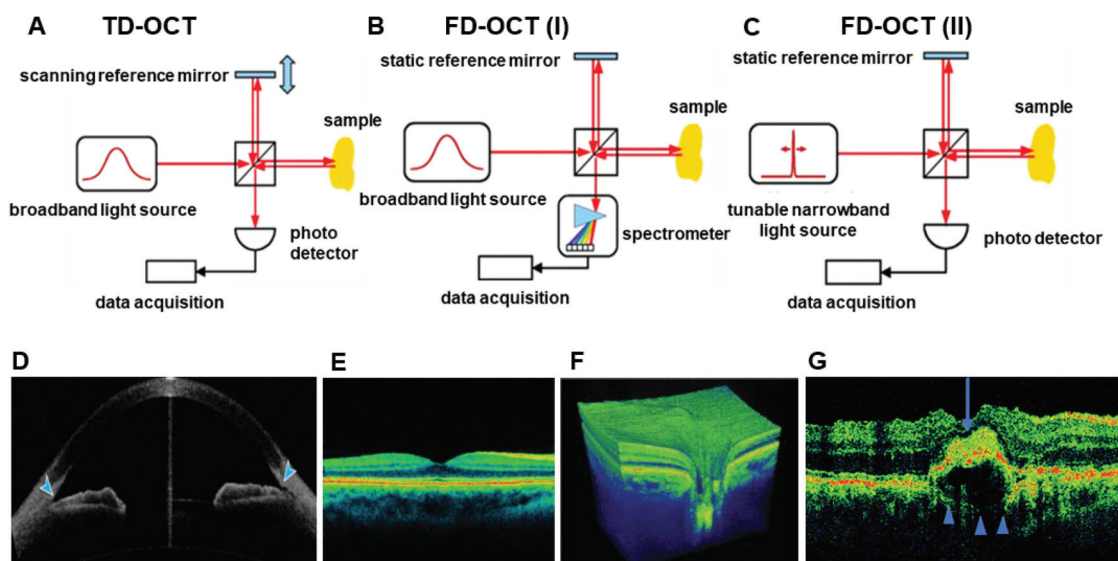 A
TD-OCT
scanning reference mirror
sample
broadband light source
photo
detector
data acquisition
B
FD-OCT (I)
static reference mirror
sample
broadband light source
spectrometer
data acquisition
C
FD-OCT (II)
static reference mirror
sample
tunable narrowband
light source
photo detector
data acquisition
D
E
F
G